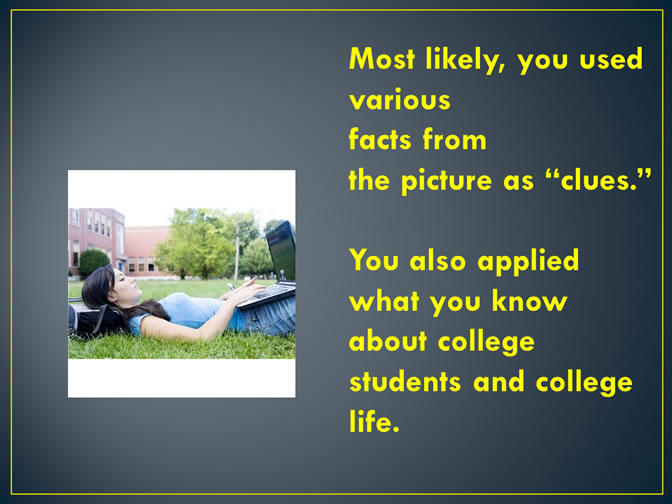 Most likely, you used
various
facts from
the picture as “clues.”
You also applied
what you know
about college
students and college
life.